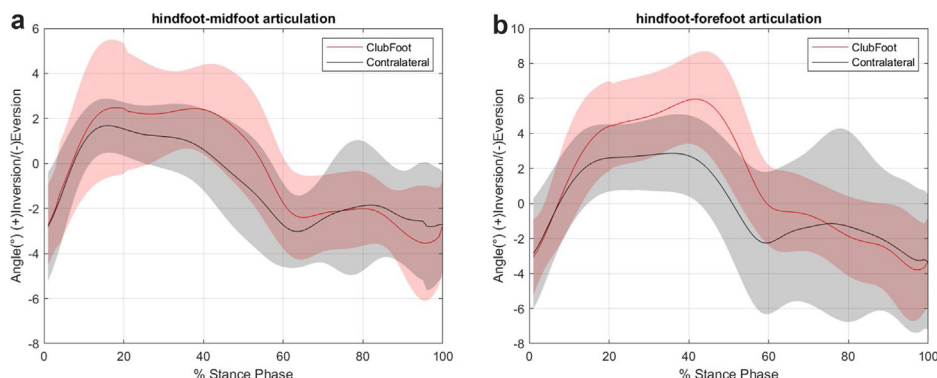 a
hindfoot-midfoot articulation
6
4
2
0
-2
-4
-6
-8
Angle(°) (+)Inversion/(-)Eversion
ClubFoot
Contralateral
0
20
40
60
80
100
% Stance Phase
b
hindfoot-forefoot articulation
10
8
6
4
2
0
-2
-4
-6
-8
Angle(°) (+)Inversion/(-)Eversion
ClubFoot
Contralateral
0
20
40
60
80
100
% Stance Phase